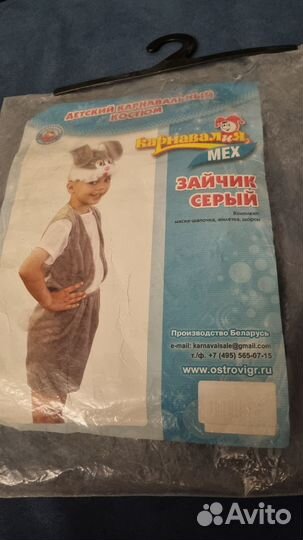 ДЕТСКИЙ КАРНАВАЛЬНЫЙ
КОСТЮМ
Карнавалия
МЕХ
ЗАЙЧИК
СЕРЫЙ
Комплект:
маска-шапочка, жилетка, шорты
Производство Беларусь
e-mail: karnavalsale@gmail.com
т./ф. +7 (495) 565-07-15
www.ostrovigr.ru
Avito